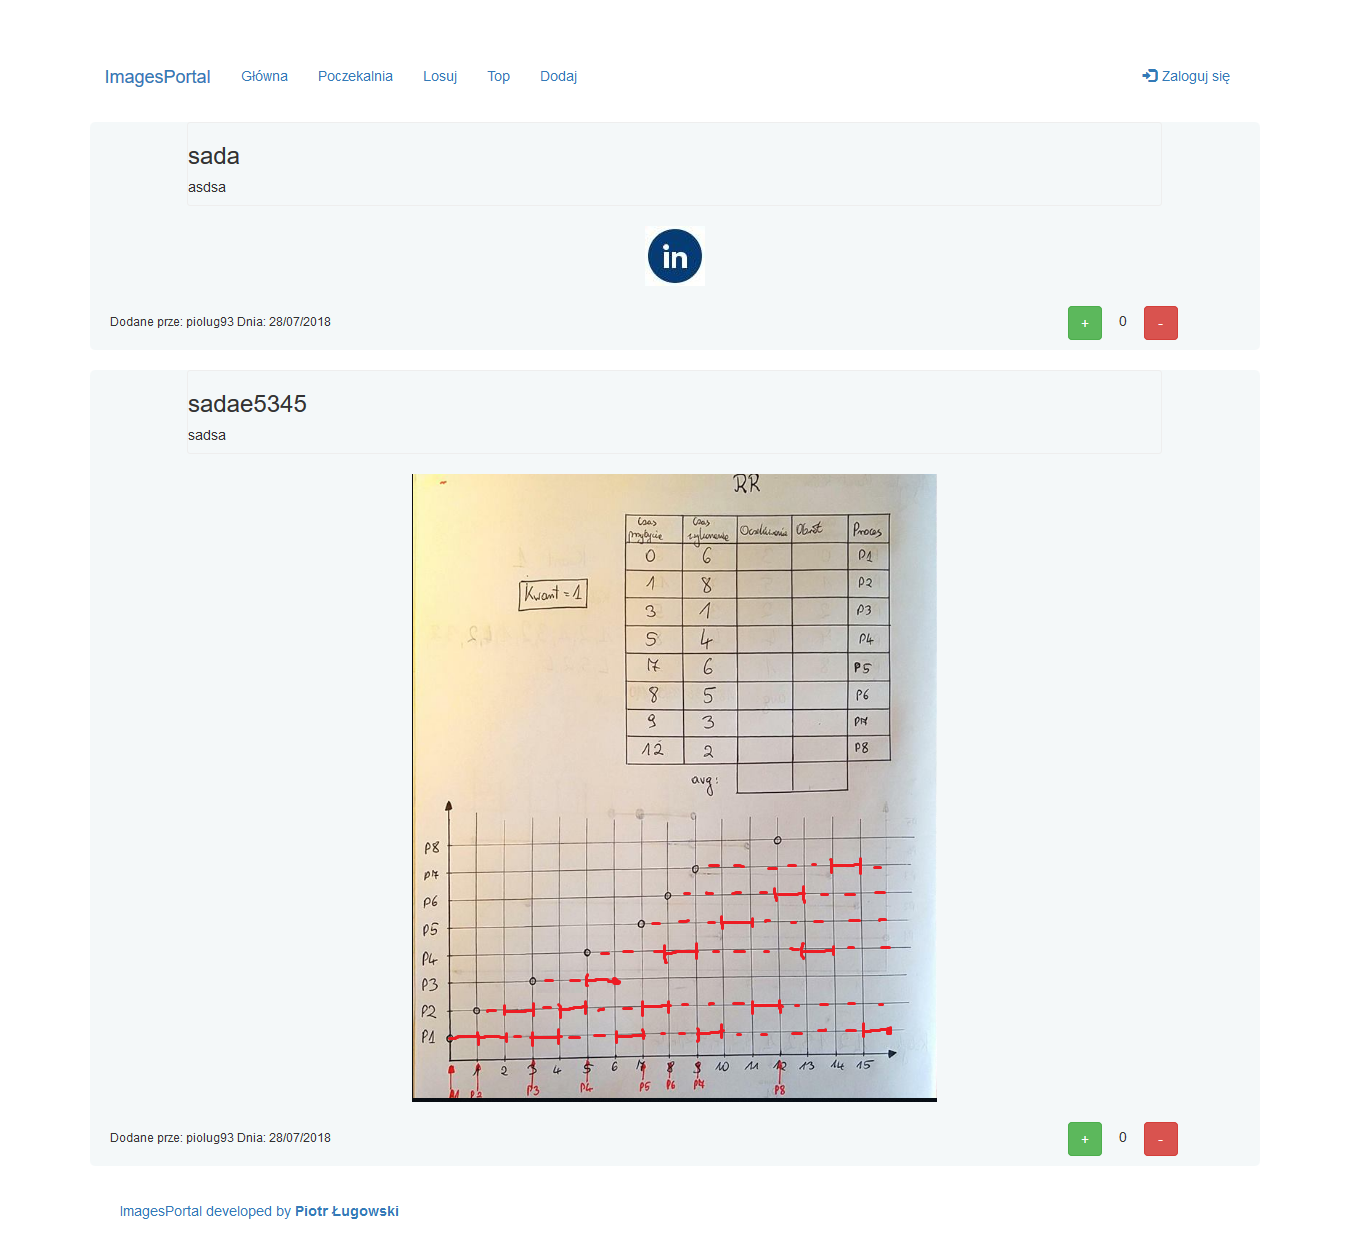 ImagesPortal Główna Poczekalnia Losuj Top Dodaj Zaloguj się
sada
asdsa
in
Dodane prze: piolug93 Dnia: 28/07/2018 + 0 -
sadae5345
sadsa
RR
Czas przybycie Czas wykonanie Oczekiwanie Obrót Proces
0 6 P1
Kwant = 1
1 8 P2
3 1 P3
5 4 P4
7 6 P5
8 5 P6
9 3 P7
12 2 P8
avg:
P8
P7
P6
P5
P4
P3
P2
P1
1 2 3 4 5 6 7 8 9 10 11 12 13 14 15
P1 P2 P3 P4 P5 P6 P7 P8
Dodane prze: piolug93 Dnia: 28/07/2018 + 0 -
ImagesPortal developed by Piotr Ługowski